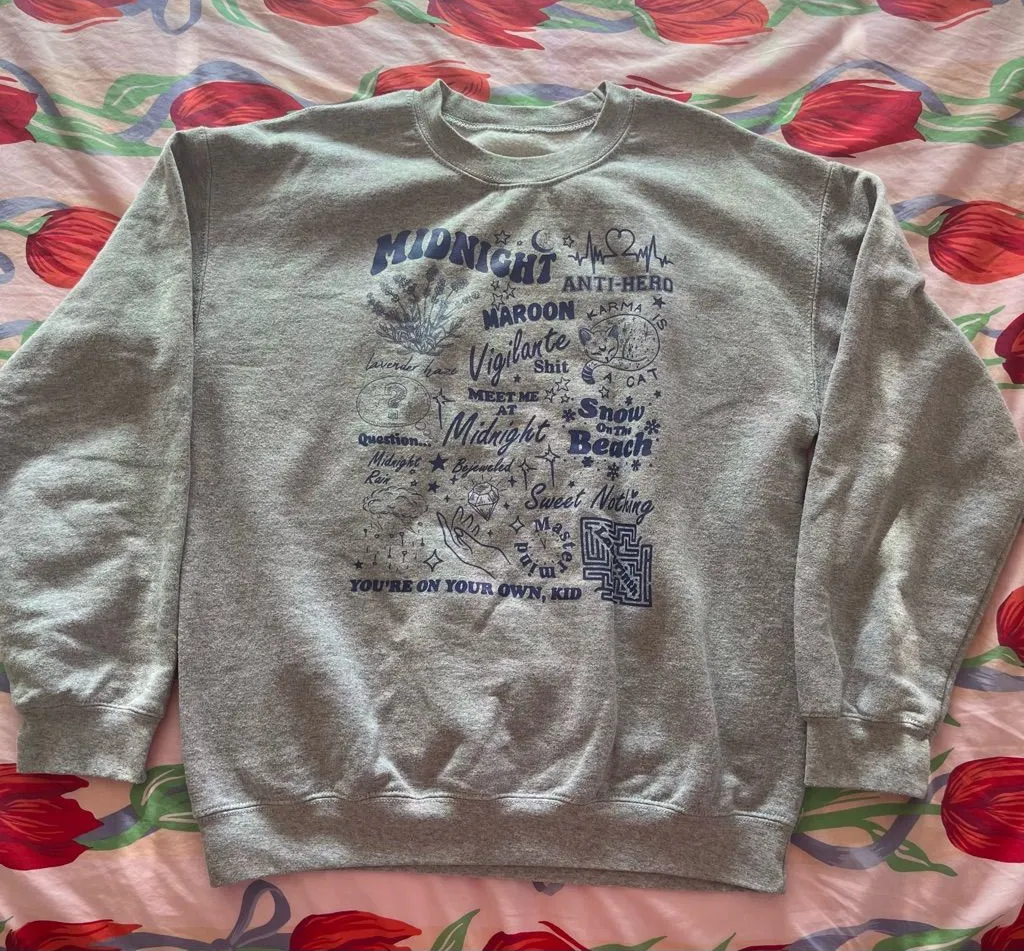 MIDNIGHT
ANTI-HERO
MAROON
KARMA IS
A CAT
lavender haze
Vigilante
Shit
?
MEET ME
AT
Midnight
Snow
On The
Beach
Question...
Midnight
Rain
Bejeweled
Sweet Nothing
Mastermind
YOU'RE ON YOUR OWN, KID